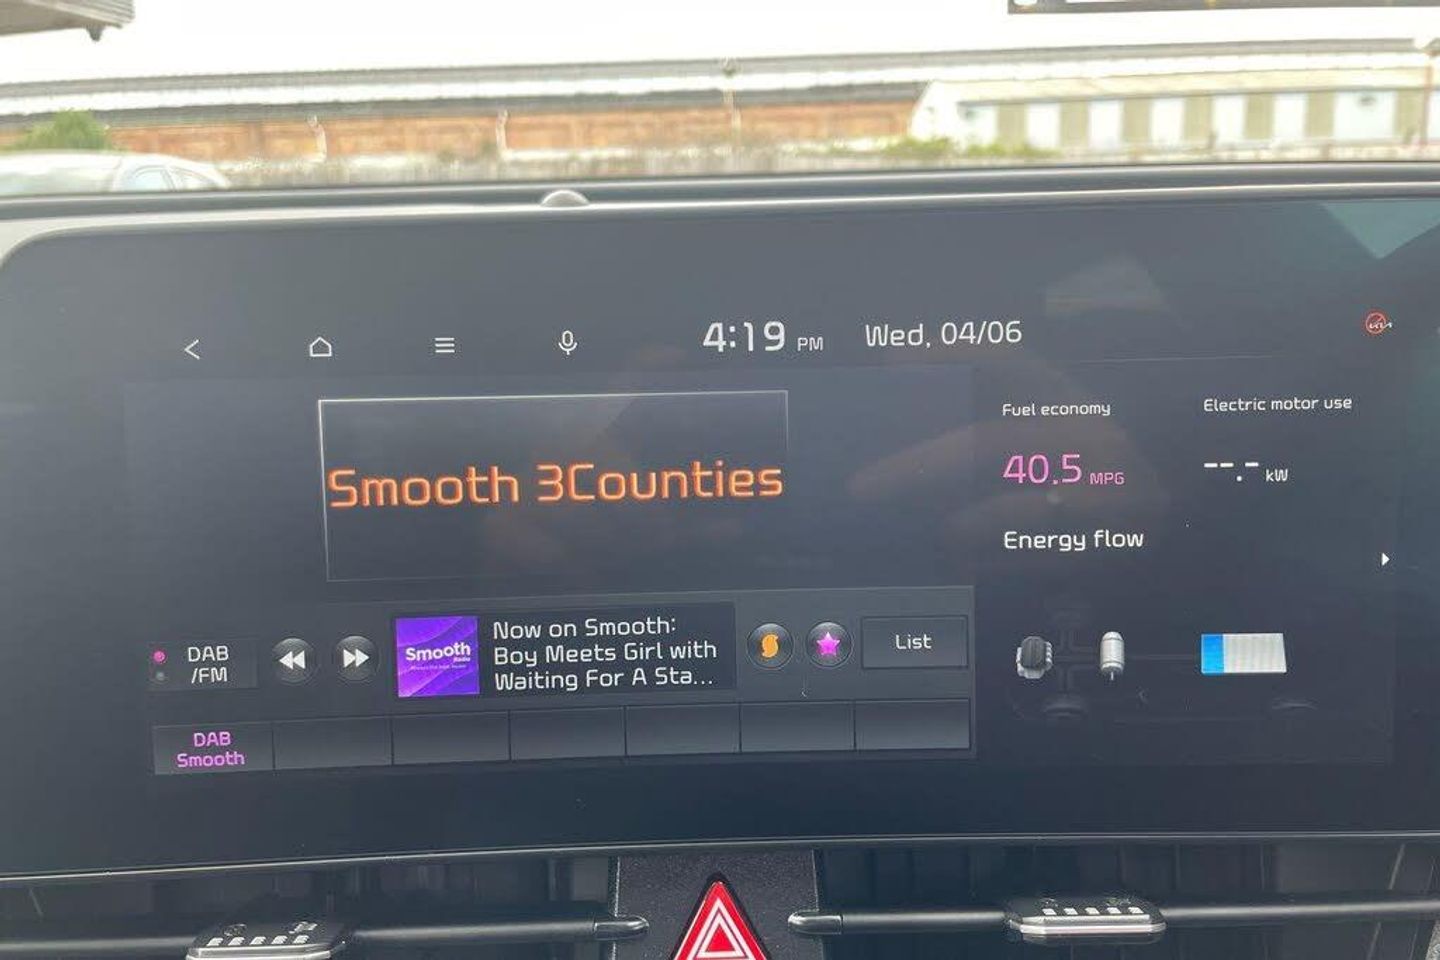 4:19 PM Wed, 04/06
Smooth 3Counties
Fuel economy
Electric motor use
40.5 MPG
--.- kW
Energy flow
DAB
/FM
Smooth
Radio
Now on Smooth:
Boy Meets Girl with
Waiting For A Sta...
List
DAB
Smooth